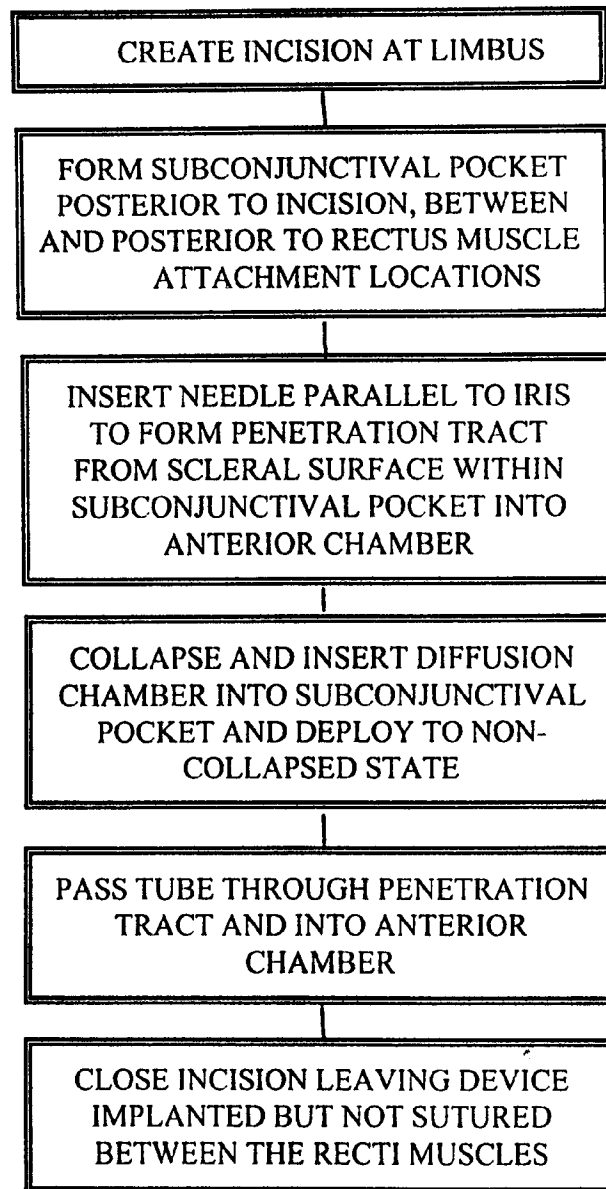 CREATE INCISION AT LIMBUS
FORM SUBCONJUNCTIVAL POCKET
POSTERIOR TO INCISION, BETWEEN
AND POSTERIOR TO RECTUS MUSCLE
ATTACHMENT LOCATIONS
INSERT NEEDLE PARALLEL TO IRIS
TO FORM PENETRATION TRACT
FROM SCLERAL SURFACE WITHIN
SUBCONJUNCTIVAL POCKET INTO
ANTERIOR CHAMBER
COLLAPSE AND INSERT DIFFUSION
CHAMBER INTO SUBCONJUNCTIVAL
POCKET AND DEPLOY TO NON-
COLLAPSED STATE
PASS TUBE THROUGH PENETRATION
TRACT AND INTO ANTERIOR
CHAMBER
CLOSE INCISION LEAVING DEVICE
IMPLANTED BUT NOT SUTURED
BETWEEN THE RECTI MUSCLES